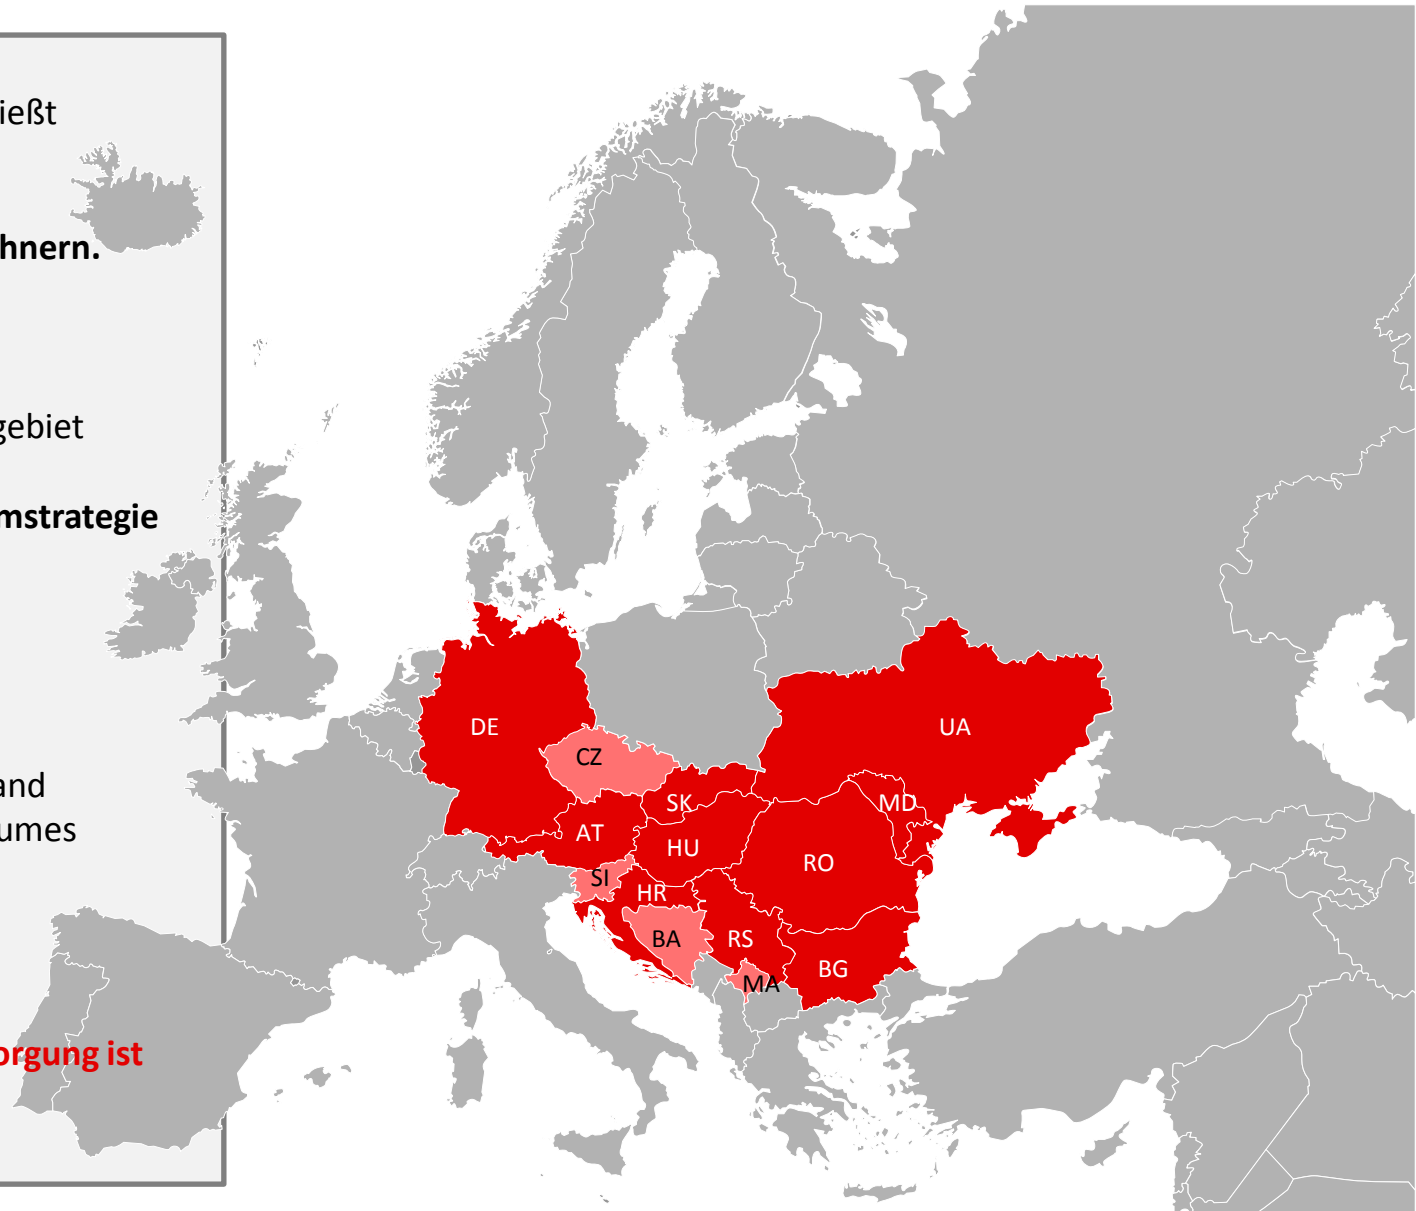 ießt
hnern.
gebiet
mstrategie
and
umes
orgung ist
DE
UA
CZ
SK
MD
AT
HU
RO
SI
HR
BA
RS
BG
MA